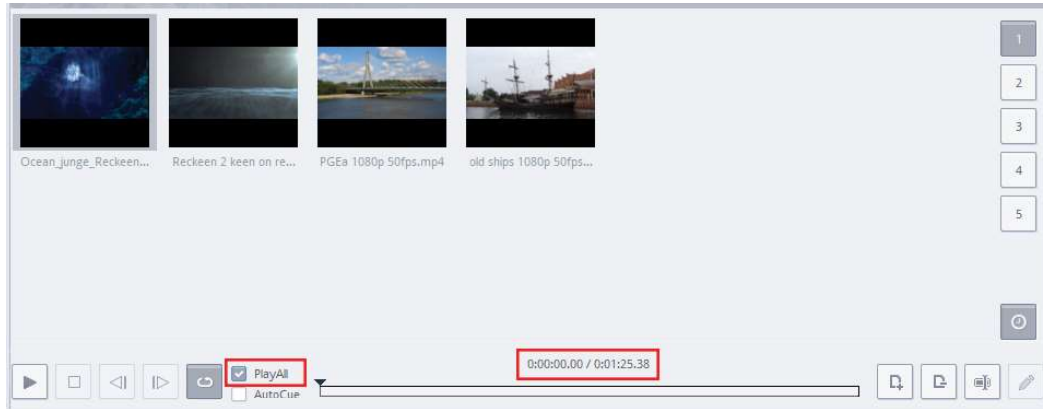 1
2
3
4
5
Ocean_junge_Reckeen...
Reckeen 2 keen on re...
PGEa 1080p 50fps.mp4
old ships 1080p 50fps...
PlayAll
0:00:00.00 / 0:01:25.38
AutoCue